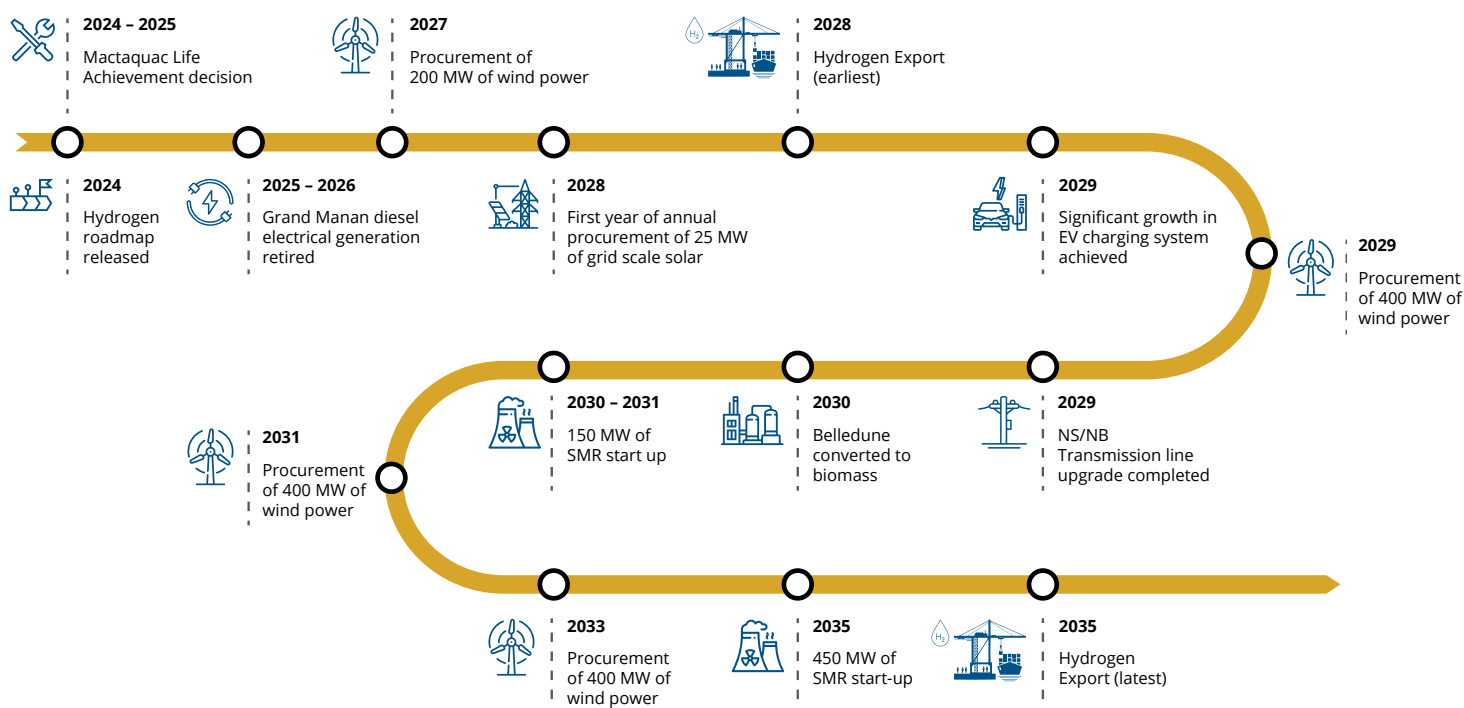 2024 – 2025
Mactaquac Life
Achievement decision
2024
Hydrogen
roadmap
released
2025 – 2026
Grand Manan diesel
electrical generation
retired
2027
Procurement of
200 MW of wind power
2028
First year of annual
procurement of 25 MW
of grid scale solar
H₂
2028
Hydrogen Export
(earliest)
2029
Significant growth in
EV charging system
achieved
2029
Procurement
of 400 MW of
wind power
2029
NS/NB
Transmission line
upgrade completed
2030
Belledune
converted to
biomass
2030 – 2031
150 MW of
SMR start up
2031
Procurement
of 400 MW of
wind power
2033
Procurement
of 400 MW of
wind power
2035
450 MW of
SMR start-up
H₂
2035
Hydrogen
Export (latest)